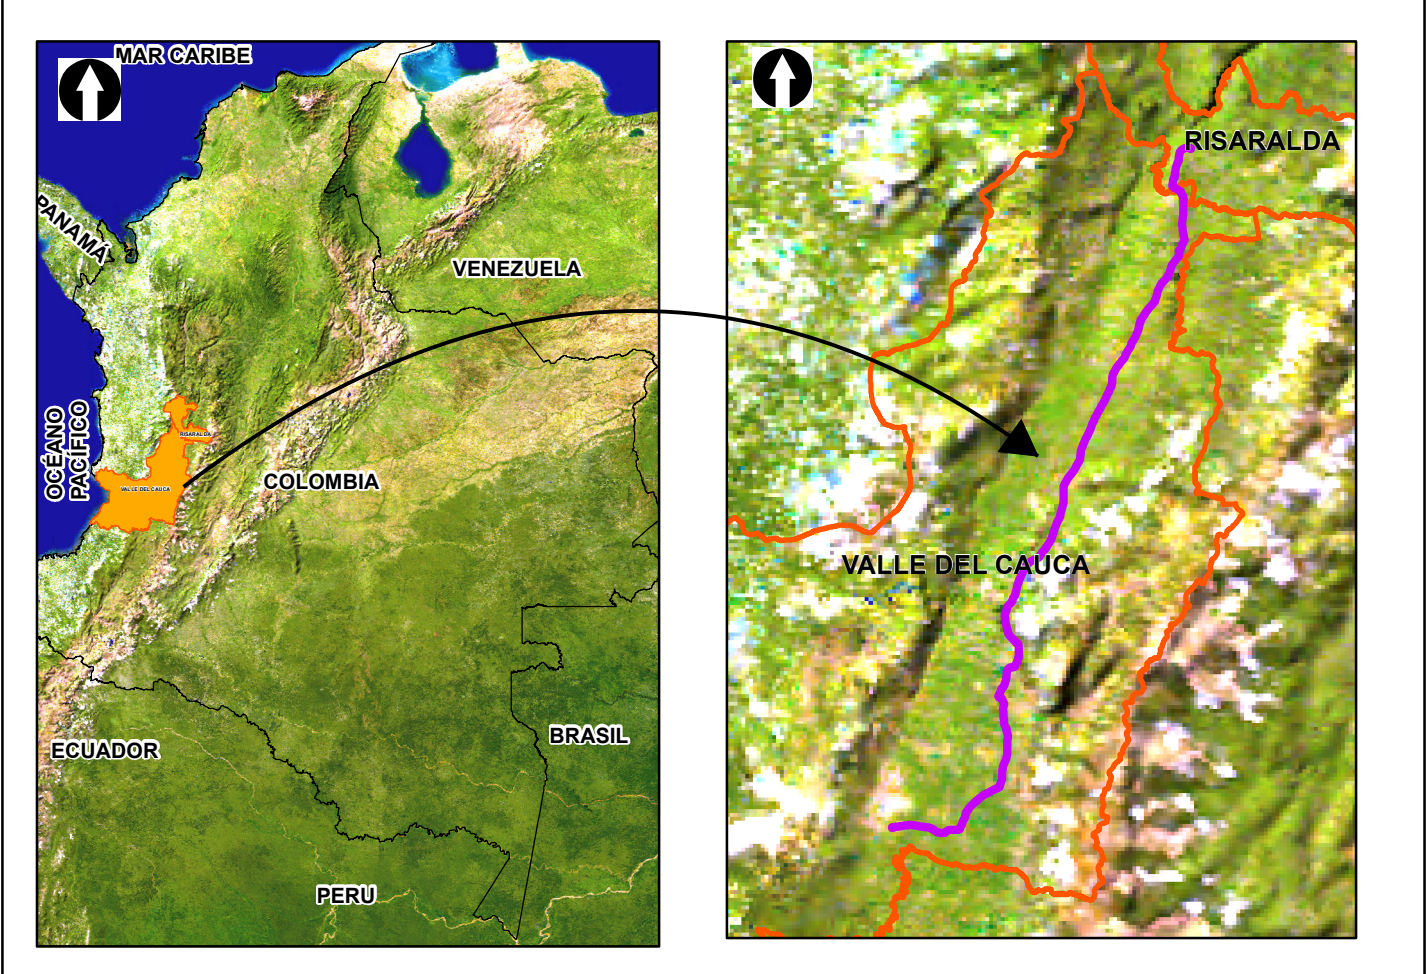 MAR CARIBE
PANAMÁ
VENEZUELA
OCÉANO
PACÍFICO
RISARALDA
VALLE DEL CAUCA
COLOMBIA
ECUADOR
BRASIL
PERU
RISARALDA
VALLE DEL CAUCA